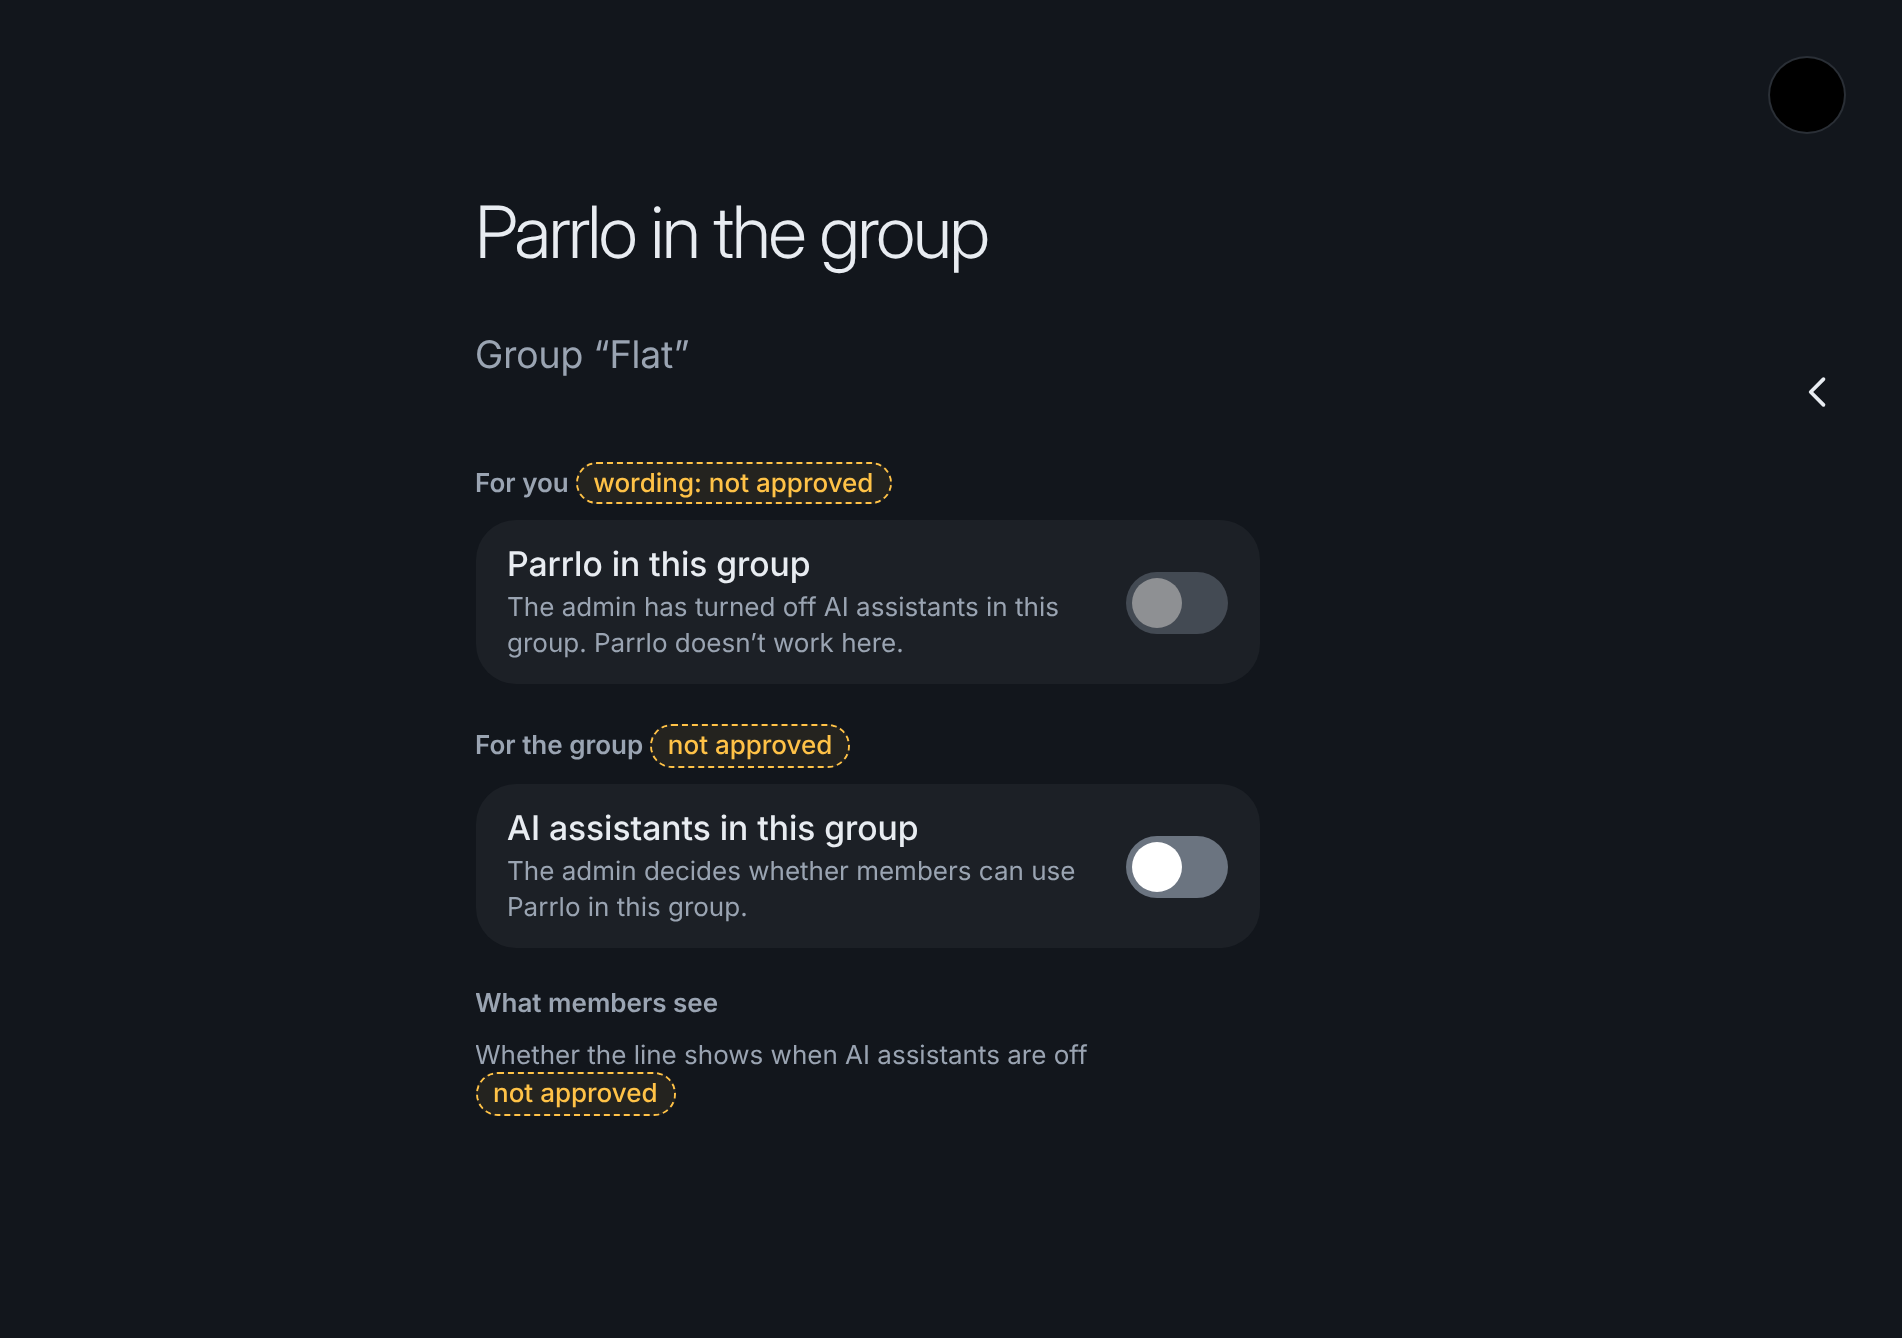 Parrlo in the group
Group “Flat”
For you wording: not approved
Parrlo in this group
The admin has turned off AI assistants in this
group. Parrlo doesn’t work here.
For the group not approved
AI assistants in this group
The admin decides whether members can use
Parrlo in this group.
What members see
Whether the line shows when AI assistants are off
not approved